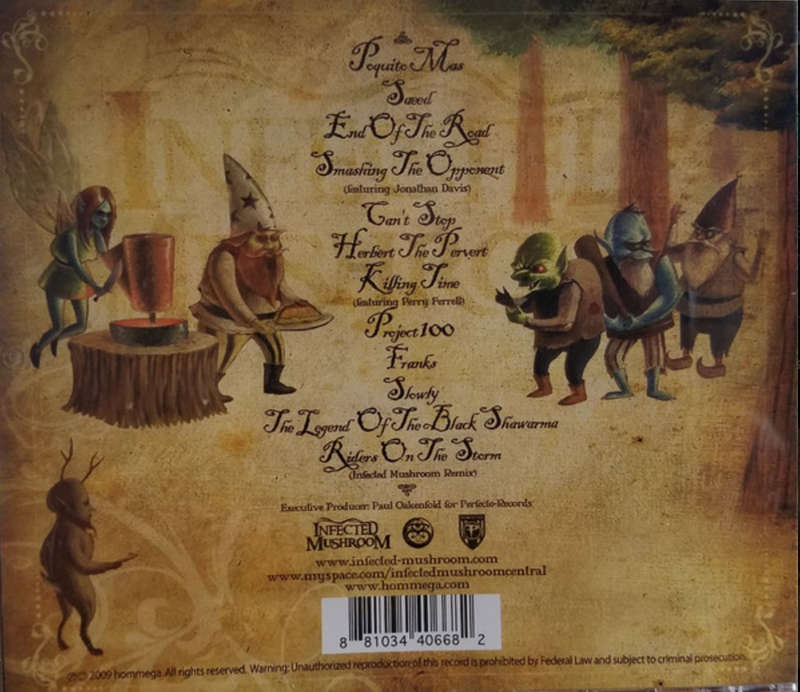 Poquito Mas
Saeed
End Of The Road
Smashing The Opponent
(featuring Jonathan Davis)
Can't Stop
Herbert The Pervert
Killing Time
(featuring Perry Ferrell)
Project 100
Franks
Slowly
The Legend Of The Black Shawarma
Riders On The Storm
(Infected Mushroom Remix)
Executive Producer: Paul Oakenfold for Perfecto-Records
INFECTED
MUSHROOM
www.infected-mushroom.com
www.myspace.com/infectedmushroomcentral
www.hommega.com
8 81034 40668 2
℗© 2009 hommega. All rights reserved. Warning: Unauthorized reproduction of this record is prohibited by Federal Law and subject to criminal prosecution.